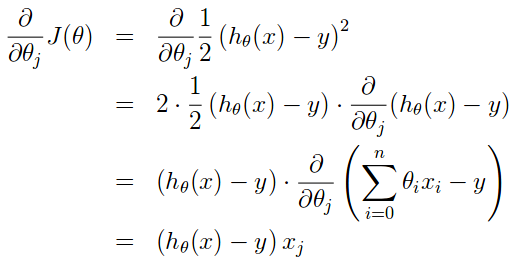 ∂/∂θ_j J(θ) = ∂/∂θ_j 1/2 (h_θ(x) − y)^2
= 2 · 1/2 (h_θ(x) − y) · ∂/∂θ_j (h_θ(x) − y)
= (h_θ(x) − y) · ∂/∂θ_j (∑_{i=0}^{n} θ_i x_i − y)
= (h_θ(x) − y) x_j